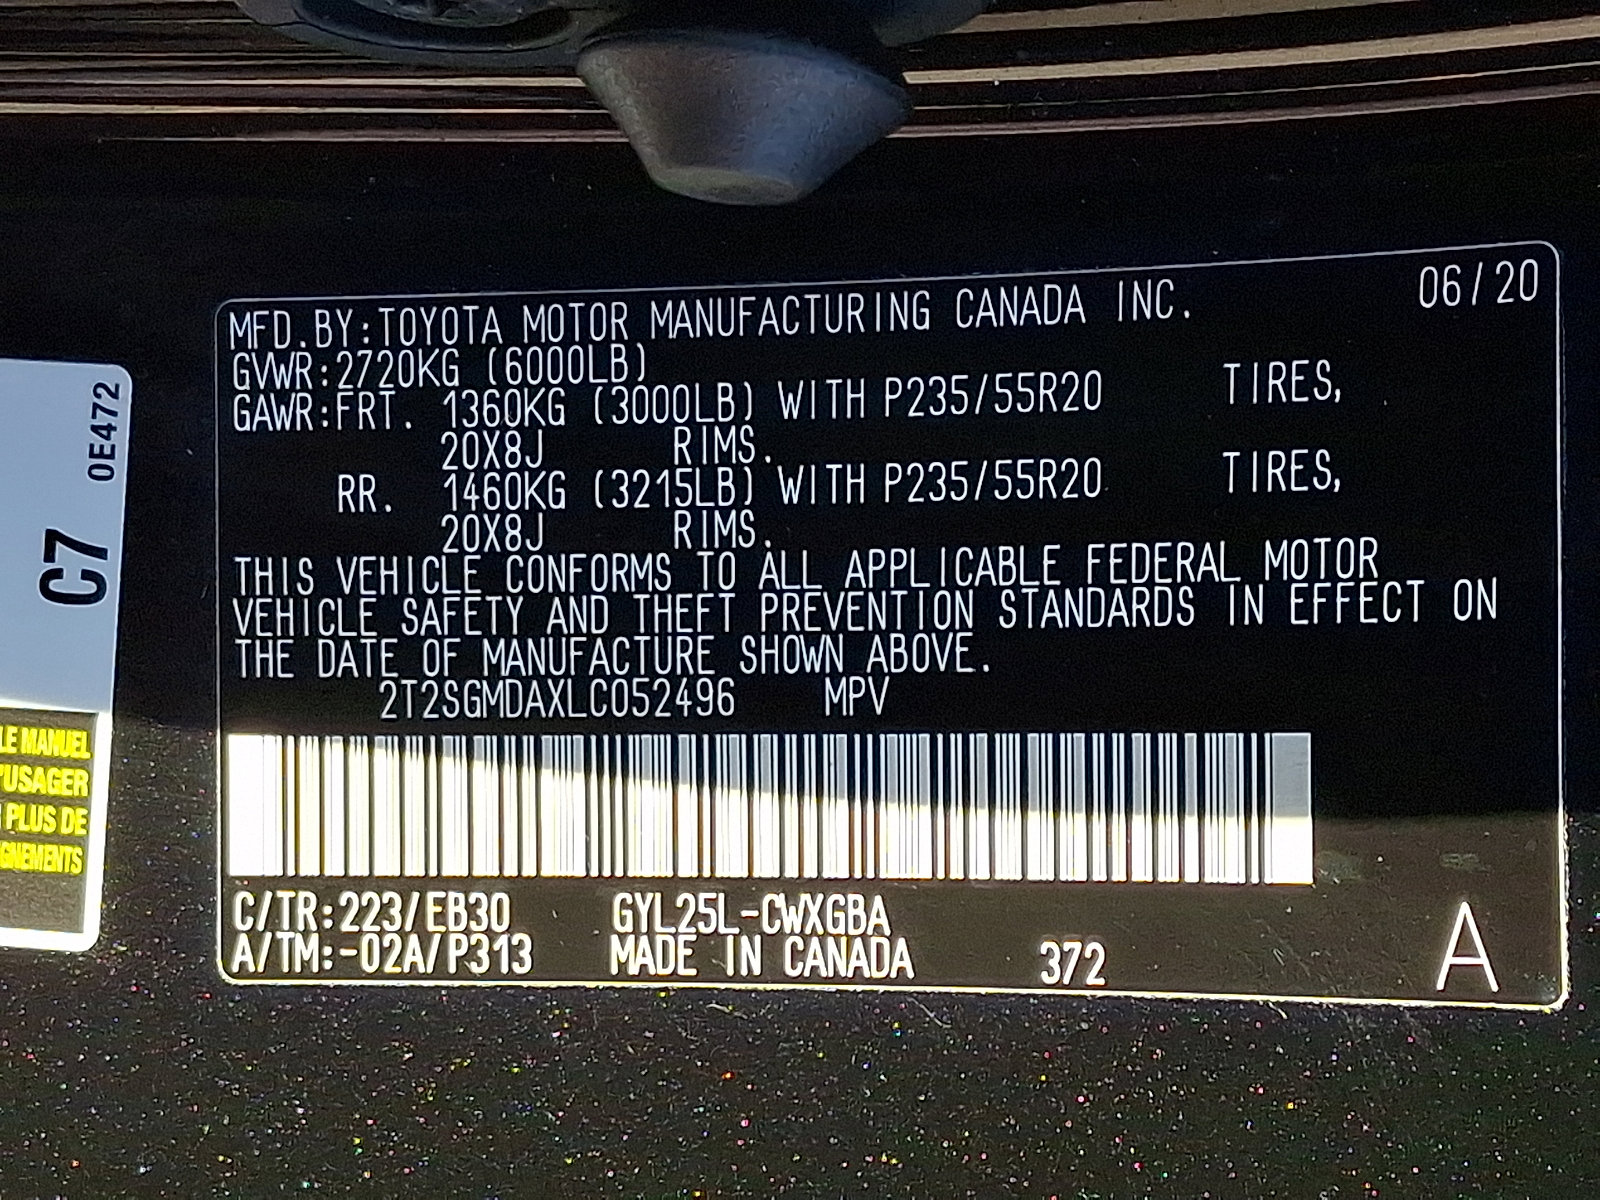 MFD.BY:TOYOTA MOTOR MANUFACTURING CANADA INC. 06/20
GVWR:2720KG (6000LB)
GAWR:FRT. 1360KG (3000LB) WITH P235/55R20 TIRES,
20X8J RIMS.
RR. 1460KG (3215LB) WITH P235/55R20 TIRES,
20X8J RIMS.
THIS VEHICLE CONFORMS TO ALL APPLICABLE FEDERAL MOTOR
VEHICLE SAFETY AND THEFT PREVENTION STANDARDS IN EFFECT ON
THE DATE OF MANUFACTURE SHOWN ABOVE.
2T2SGMDAXLC052496 MPV
C/TR:223/EB30 GYL25L-CWXGBA
A/TM:-02A/P313 MADE IN CANADA 372 A
0E472
C7
LE MANUEL
'USAGER
PLUS DE
GNEMENTS